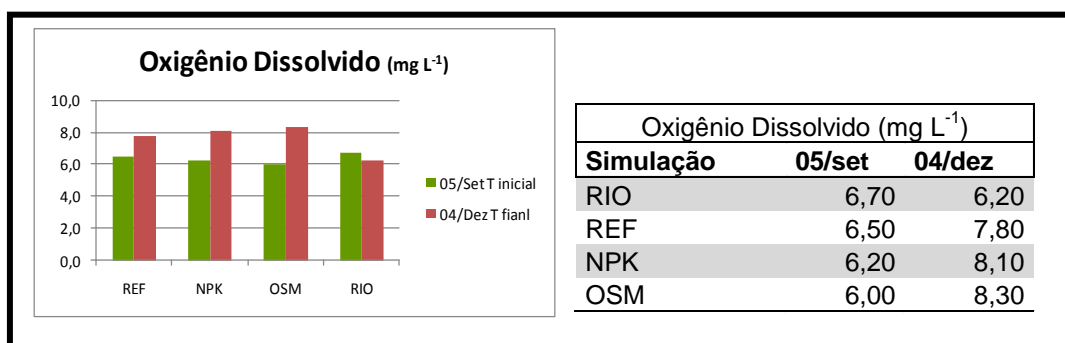 Oxigênio Dissolvido (mg L-1)
10,0
8,0
6,0
4,0
2,0
0,0
REF NPK OSM RIO
05/Set T inicial
04/Dez T fianl
Oxigênio Dissolvido (mg L-1)
Simulação 05/set 04/dez
RIO 6,70 6,20
REF 6,50 7,80
NPK 6,20 8,10
OSM 6,00 8,30